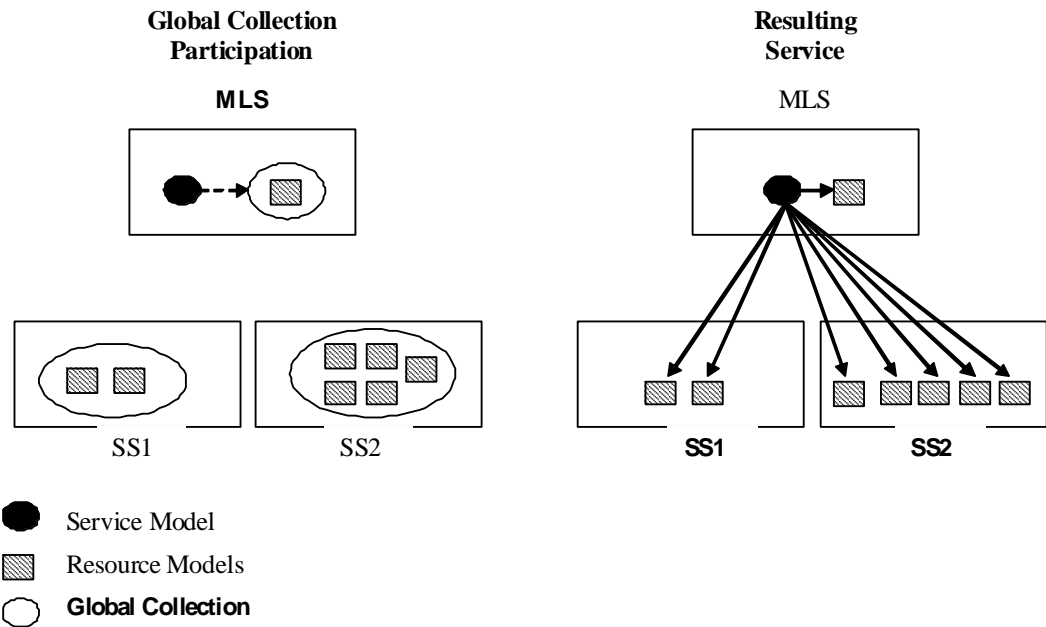 Global Collection
Participation
Resulting
Service
MLS
MLS
SS1
SS2
SS1
SS2
Service Model
Resource Models
Global Collection